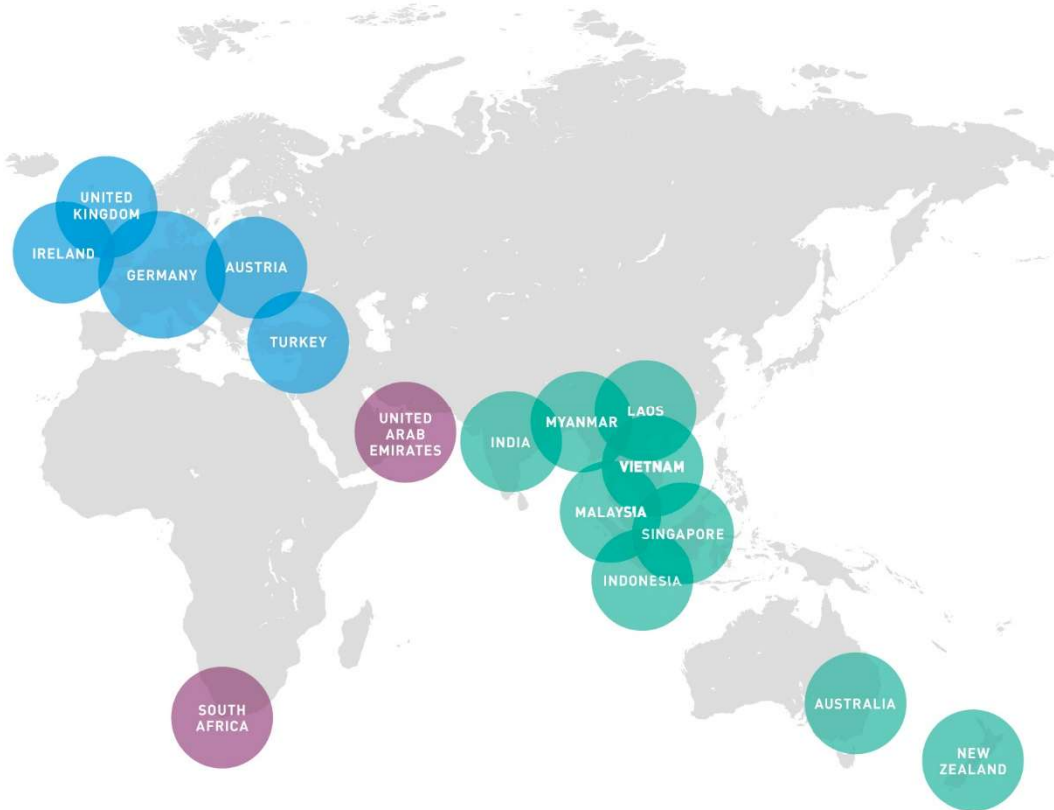 UNITED
KINGDOM
IRELAND
GERMANY
AUSTRIA
TURKEY
UNITED
ARAB
EMIRATES
INDIA
MYANMAR
LAOS
VIETNAM
MALAYSIA
SINGAPORE
INDONESIA
SOUTH
AFRICA
AUSTRALIA
NEW
ZEALAND